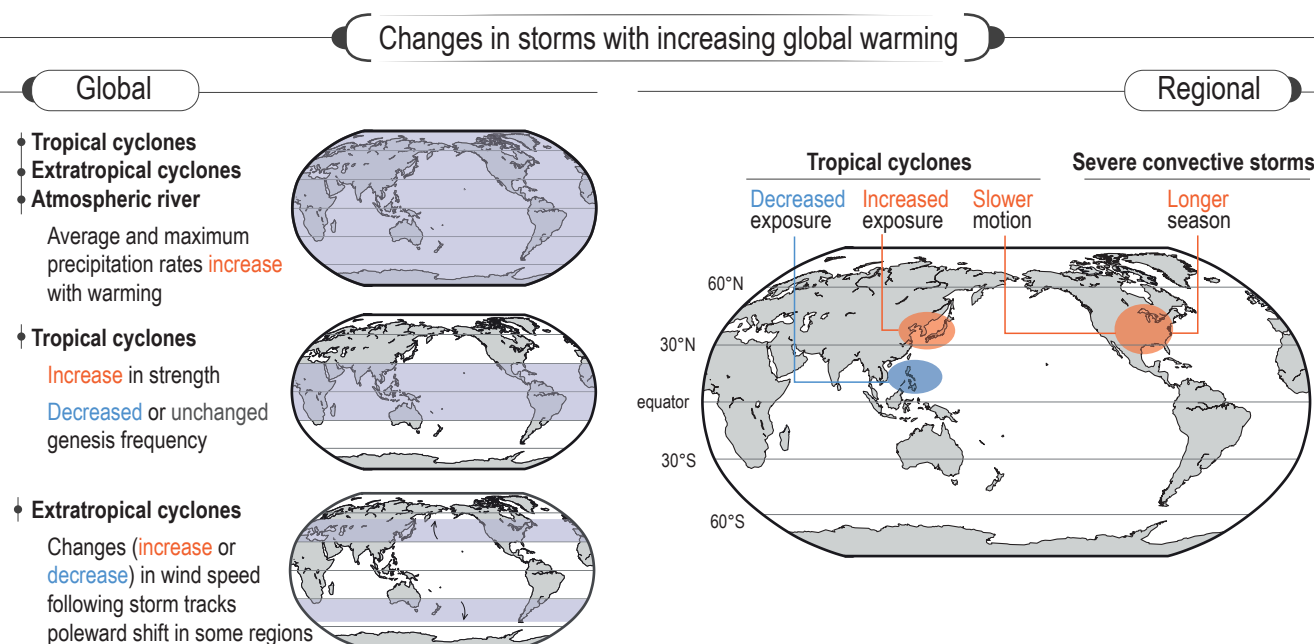 Changes in storms with increasing global warming
Global
Tropical cyclones
Extratropical cyclones
Atmospheric river
Average and maximum
precipitation rates increase
with warming
Tropical cyclones
Increase in strength
Decreased or unchanged
genesis frequency
Extratropical cyclones
Changes (increase or
decrease) in wind speed
following storm tracks
poleward shift in some regions
Regional
Tropical cyclones
Severe convective storms
Decreased
exposure
Increased
exposure
Slower
motion
Longer
season
60°N
30°N
equator
30°S
60°S